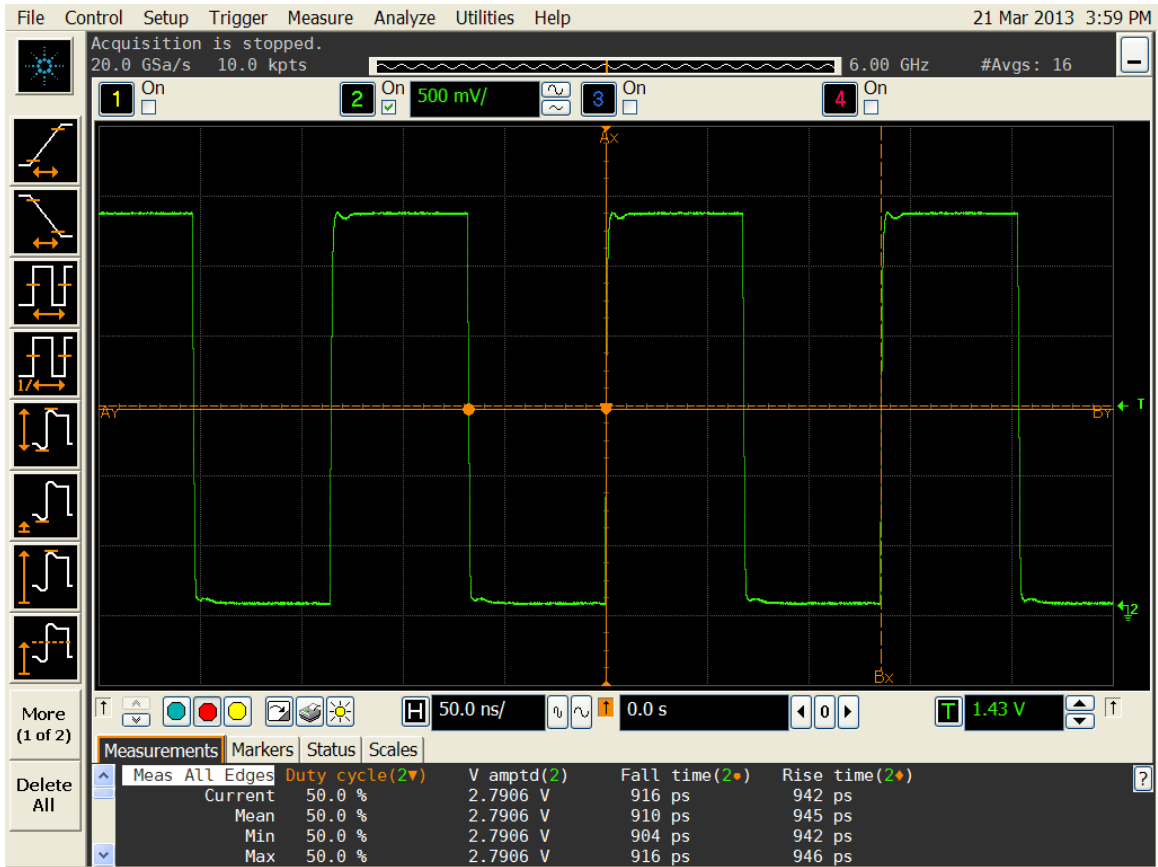 File Control Setup Trigger Measure Analyze Utilities Help 21 Mar 2013 3:59 PM
Acquisition is stopped.
20.0 GSa/s 10.0 kpts 6.00 GHz #Avgs: 16
1 On 2 On 500 mV/ 3 On 4 On
Ax
AY BY T
1/
2
Bx
More
(1 of 2)
Delete
All
H 50.0 ns/ 0.0 s 0 T 1.43 V
Measurements Markers Status Scales
Meas All Edges Duty cycle(2▼) V amptd(2) Fall time(2●) Rise time(2♦) ?
Current 50.0 % 2.7906 V 916 ps 942 ps
Mean 50.0 % 2.7906 V 910 ps 945 ps
Min 50.0 % 2.7906 V 904 ps 942 ps
Max 50.0 % 2.7906 V 916 ps 946 ps